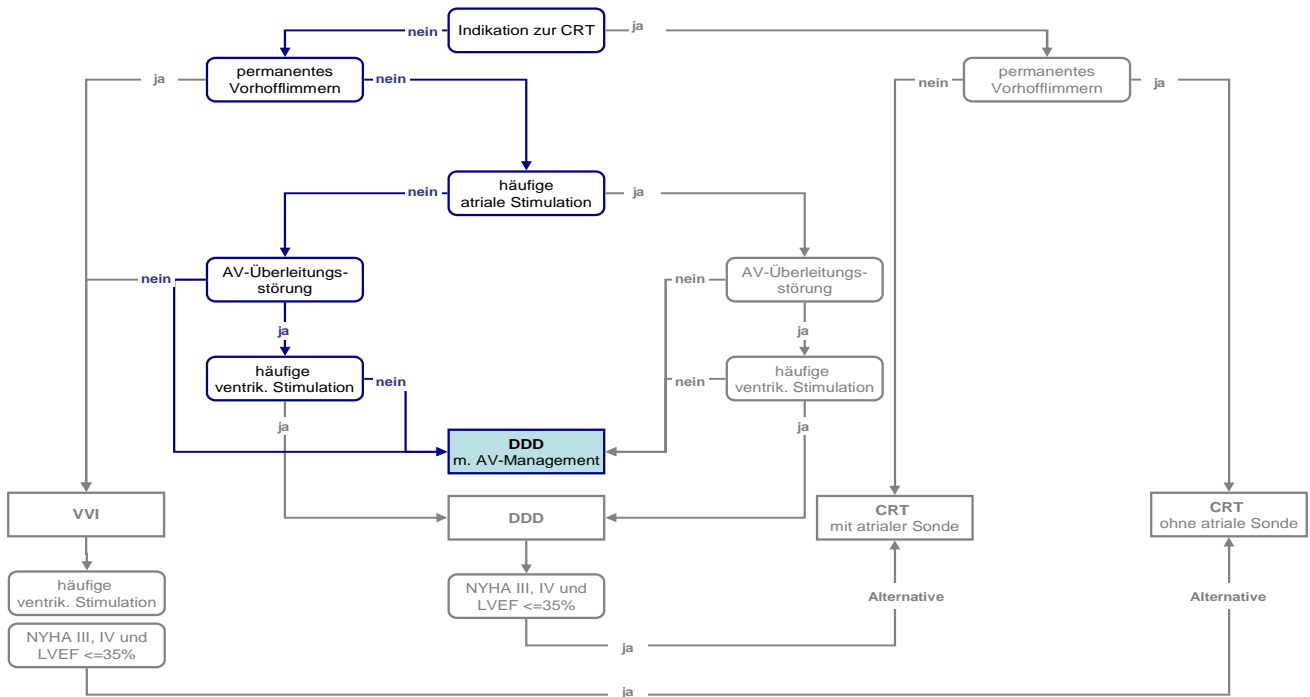 Indikation zur CRT
nein
ja
permanentes
Vorhofflimmern
ja
nein
permanentes
Vorhofflimmern
nein
ja
häufige
atriale Stimulation
nein
ja
AV-Überleitungs-
störung
nein
ja
AV-Überleitungs-
störung
nein
ja
häufige
ventrik. Stimulation
nein
ja
häufige
ventrik. Stimulation
nein
ja
DDD
m. AV-Management
VVI
DDD
CRT
mit atrialer Sonde
CRT
ohne atriale Sonde
häufige
ventrik. Stimulation
NYHA III, IV und
LVEF <=35%
NYHA III, IV und
LVEF <=35%
Alternative
Alternative
ja
ja